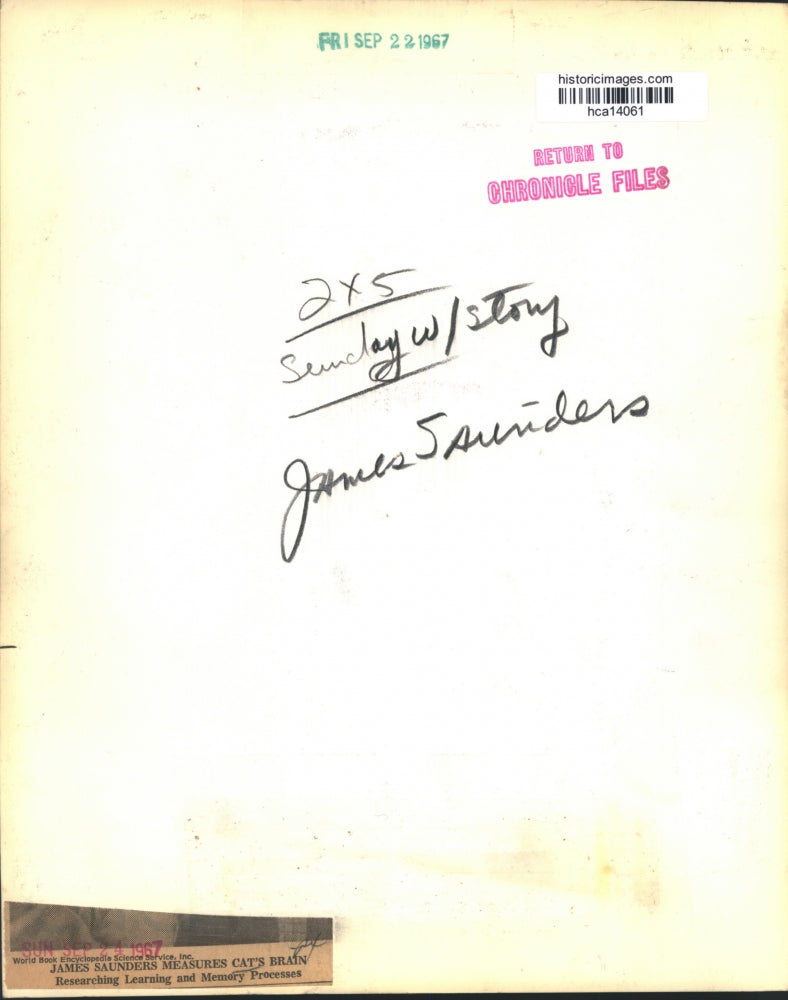 FRI SEP 22 1967
historicimages.com
hca14061
RETURN TO
CHRONICLE FILES
2x5
Sunday w/story
James Saunders
SUN SEP 24 1967
World Book Encyclopedia Science Service, Inc.
JAMES SAUNDERS MEASURES CAT'S BRAIN
Researching Learning and Memory Processes